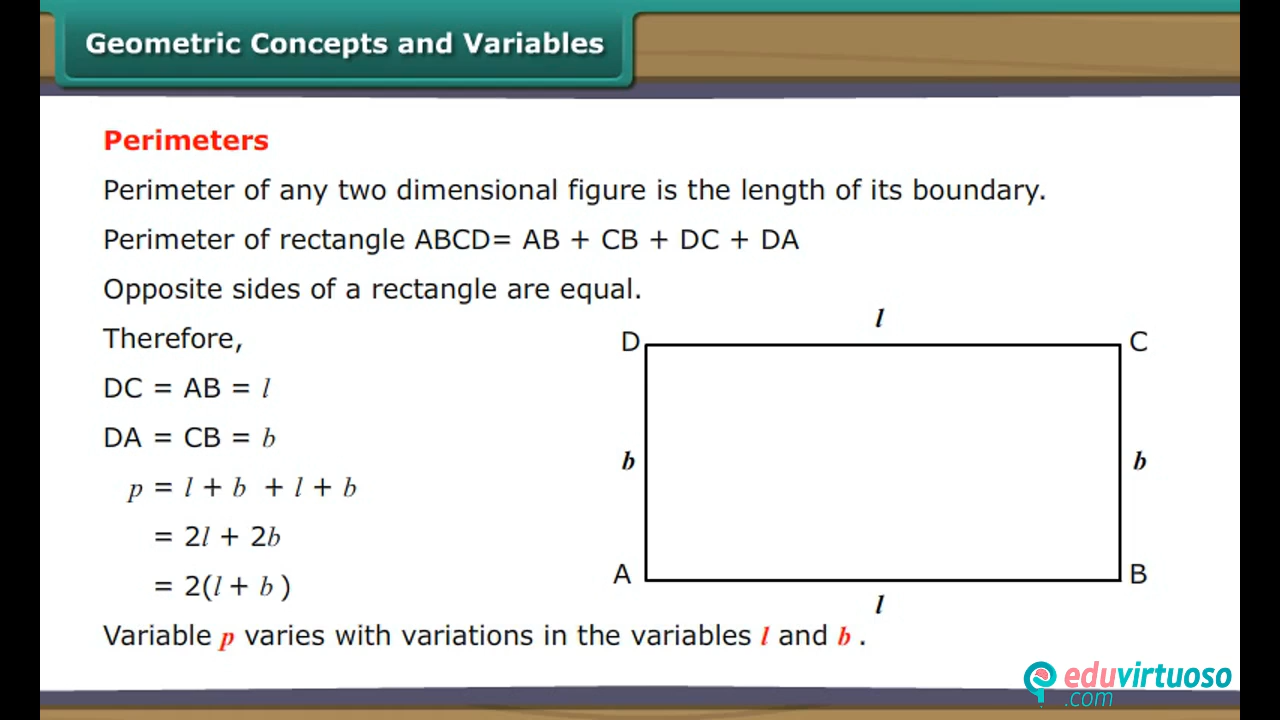 Geometric Concepts and Variables
Perimeters
Perimeter of any two dimensional figure is the length of its boundary.
Perimeter of rectangle ABCD= AB + CB + DC + DA
Opposite sides of a rectangle are equal.
Therefore,
DC = AB = l
DA = CB = b
p = l + b + l + b
= 2l + 2b
= 2(l + b )
Variable p varies with variations in the variables l and b .
l
D
C
b
b
A
B
l
eduvirtuoso
.com